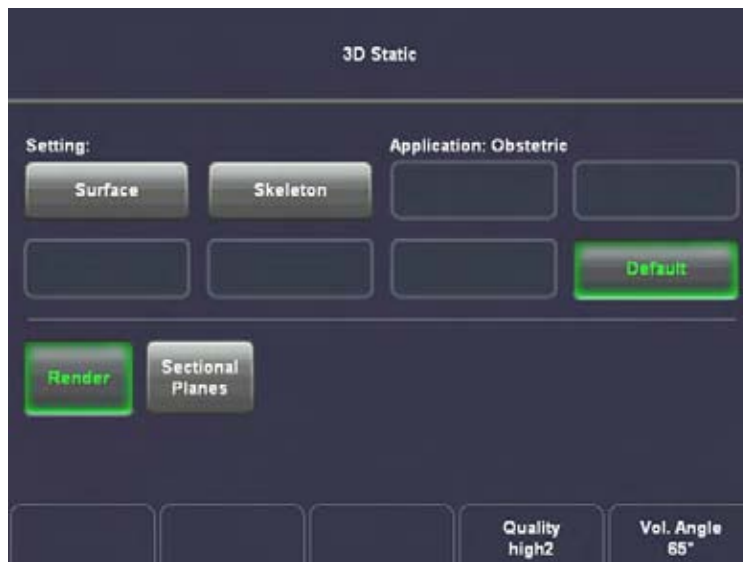 3D Static
Setting:
Application: Obstetric
Surface
Skeleton
Default
Render
Sectional
Planes
Quality
high2
Vol. Angle
65°